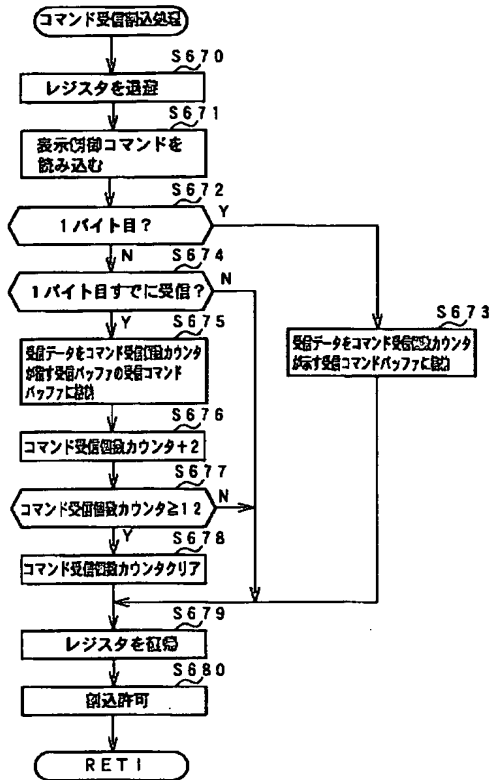 コマンド受信割込処理
S670
レジスタを退避
S671
表示制御コマンドを
読み込む
S672
1バイト目?
Y
N
S674
1バイト目すでに受信?
N
Y
S673
受信データをコマンド受信個数カウンタ
が示す受信コマンドバッファに格納
S675
受信データをコマンド受信個数カウンタ
が示す受信バッファの受信コマンド
バッファに格納
S676
コマンド受信個数カウンタ+2
S677
コマンド受信個数カウンタ≧12
N
Y
S678
コマンド受信個数カウンタクリア
S679
レジスタを復帰
S680
割込許可
RETI